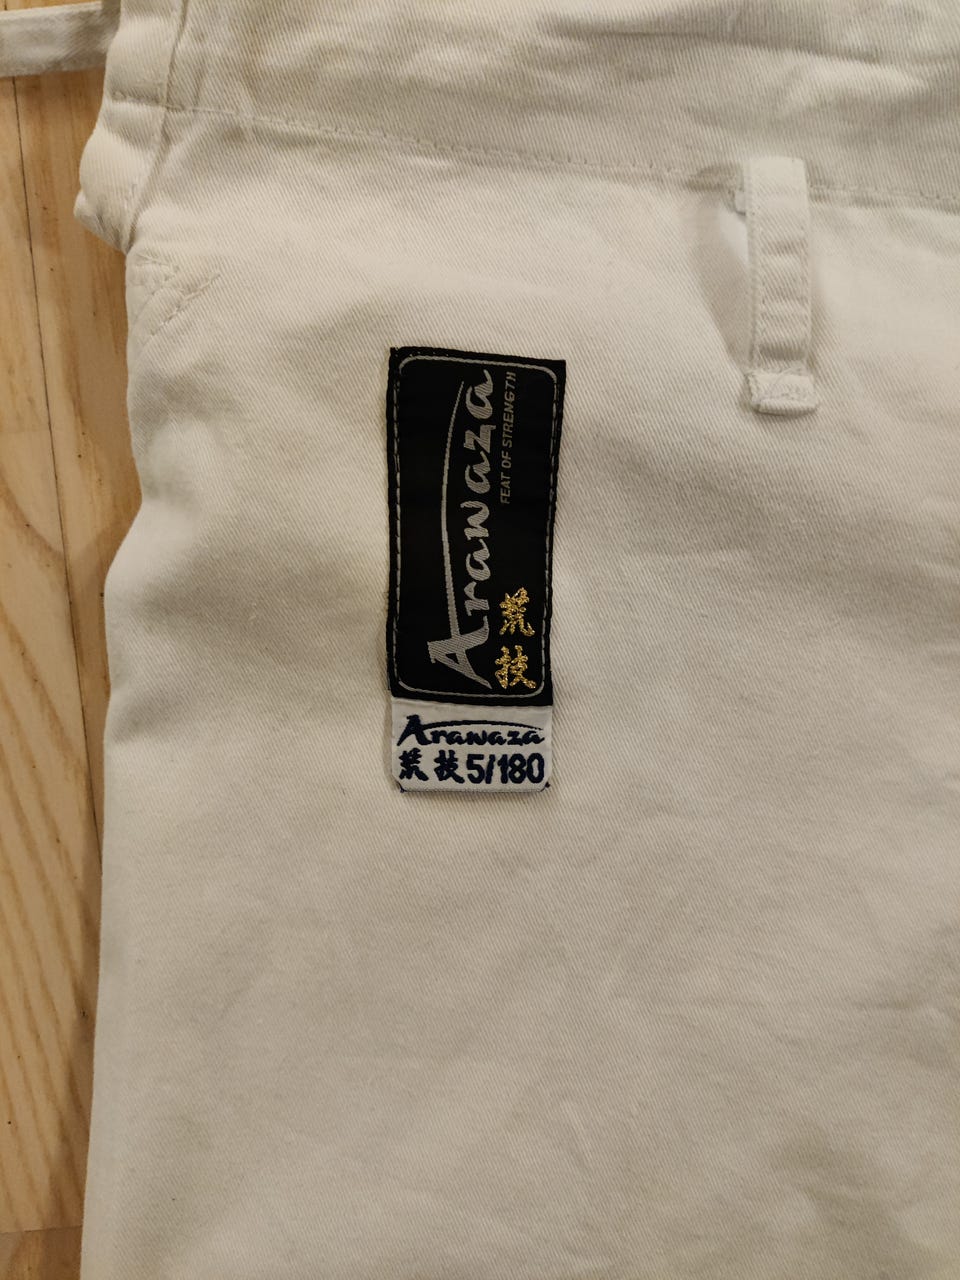 Arawaza
FEAT OF STRENGTH
荒技
Arawaza
荒技 5/180